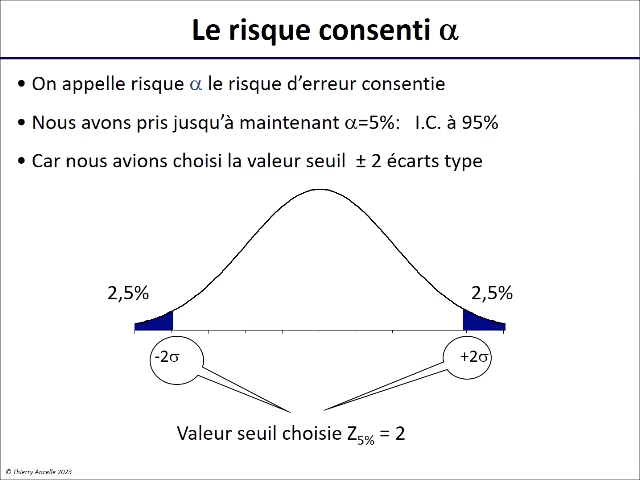 Le risque consenti α
• On appelle risque α le risque d'erreur consentie
• Nous avons pris jusqu'à maintenant α=5%: I.C. à 95%
• Car nous avions choisi la valeur seuil ± 2 écarts type
2,5% 2,5%
-2σ +2σ
Valeur seuil choisie Z5% = 2
© Thierry Ancelle 2023